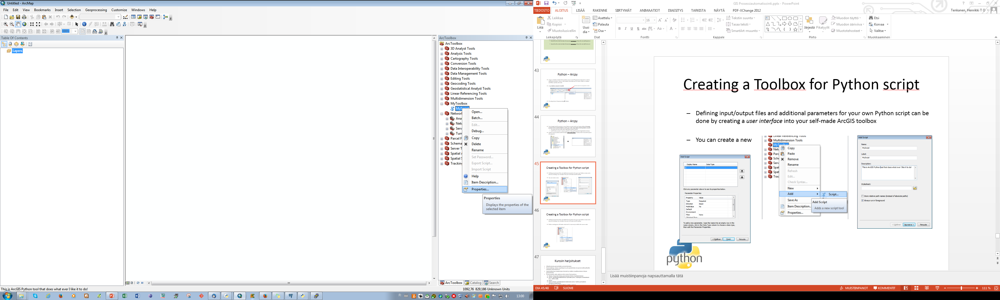 Untitled - ArcMap
File Edit View Bookmarks Insert Selection Geoprocessing Customize Windows Help
Table Of Contents
Layers
ArcToolbox
ArcToolbox
3D Analyst Tools
Analysis Tools
Cartography Tools
Conversion Tools
Data Interoperability Tools
Data Management Tools
Editing Tools
Geocoding Tools
Geostatistical Analyst Tools
Linear Referencing Tools
Multidimension Tools
MyToolbox
Open...
Batch...
Edit...
Debug...
Copy
Delete
Rename
Set Password...
Export Script...
Import Script
Help
Item Description...
Properties...
Properties
Displays the properties of the
selected item
ArcToolbox Catalog Search
This is ArcGIS Python tool that does what ever I like it to do!
1092,76 829,186 Unknown Units
FI
13:00
GIS Prosessiautomatisointi.pptx - PowerPoint
TIEDOSTO ALOITUS LISÄÄ RAKENNE SIIRTYMÄT ANIMAATIOT DIAESITYS TARKISTA NÄYTÄ PDF-XChange 2012
Tenkanen, Henrikki T O
Liitä
Leikkaa
Kopioi
Muotoilusivellin
Leikepöytä
Uusi
dia
Asettelu
Palauta
Osa
Diat
16
Fontti
Tekstin suunta
Tasaa teksti
SmartArt-muunto
Kappale
Järjestä
Pikatyylit
Muodon täyttö
Muodon ääriviiva
Muototehosteet
Piirto
Etsi
Korvaa
Valitse
Muokkaaminen
43
Python – Arcpy
44
Python – Arcpy
45
Creating a Toolbox for Python script
46
Creating a Toolbox for Python script
47
Kurssin harjoitukset
Creating a Toolbox for Python script
– Defining input/output files and additional parameters for your own Python script can be
done by creating a user interface into your self-made ArcGIS toolbox
– You can create a new
Add Script
Display Name Data Type
Click any parameter above to see its properties below.
Parameter Properties
Property Value
Type Required
Direction Input
MultiValue No
Default
Environment
Filter None
To add a new parameter, type the name into an empty row in the
name column, click in the Data Type column to choose a data type,
then edit the Parameter Properties.
< Edellinen Finish Peruuta
Linear Referencing Tools
Multidimension Tools
Copy
Paste
Remove
Rename
Refresh
Edit...
Check Syntax...
New
Add
Script...
Save As
Item Description...
Properties...
Add Script
Adds a new script tool
Add Script
Name:
MyScript
Label:
MyScript
Description:
This is ArcGIS Python tool that does what ever I like it to do!
Stylesheet:
Store relative path names (instead of absolute paths)
Always run in foreground
< Edellinen Seuraava > Peruuta
python
Lisää muistiinpanoja napsauttamalla tätä
DIA 45/48 SUOMI
MUISTIINPANOT KOMMENTIT
111 %